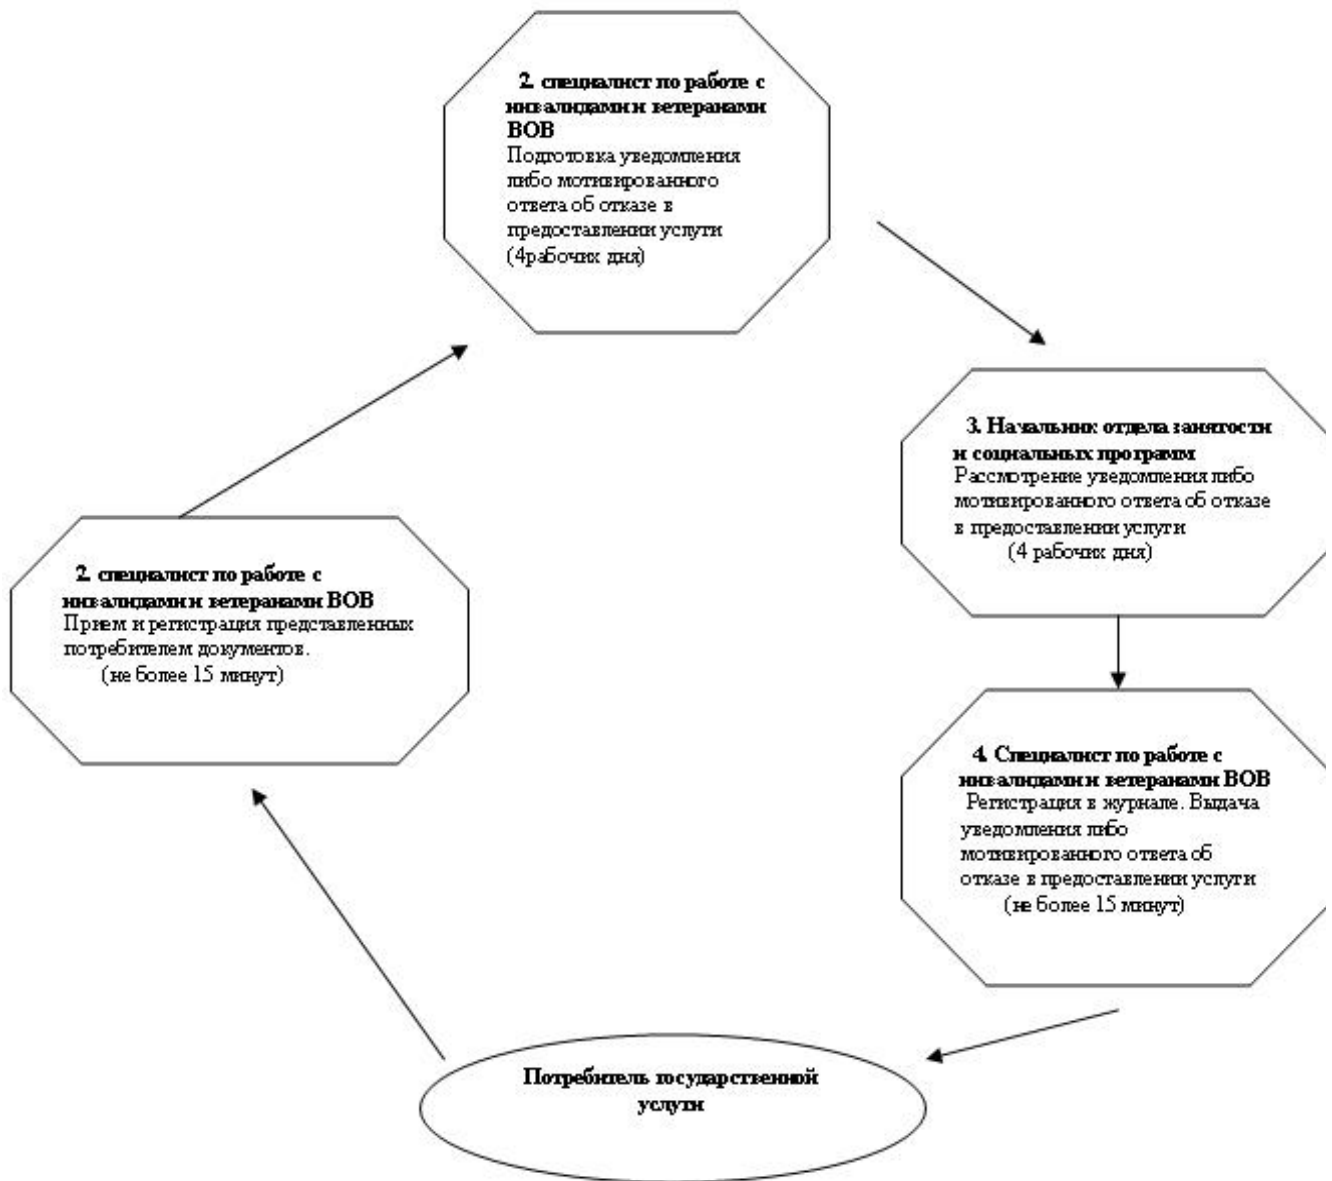 2. специалист по работе с
инвалидами и ветеранами
ВОВ
Подготовка уведомления
либо мотивированного
ответа об отказе в
предоставлении услуги
(4рабочих дня)
3. Начальник отдела занятости
и социальных программ
Рассмотрение уведомления либо
мотивированного ответа об отказе
в предоставлении услуги
(4 рабочих дня)
2. специалист по работе с
инвалидами и ветеранами ВОВ
Прием и регистрация представленных
потребителем документов.
(не более 15 минут)
4. Специалист по работе с
инвалидами и ветеранами ВОВ
Регистрация в журнале. Выдача
уведомления либо
мотивированного ответа об
отказе в предоставлении услуги
(не более 15 минут)
Потребитель государственной
услуги